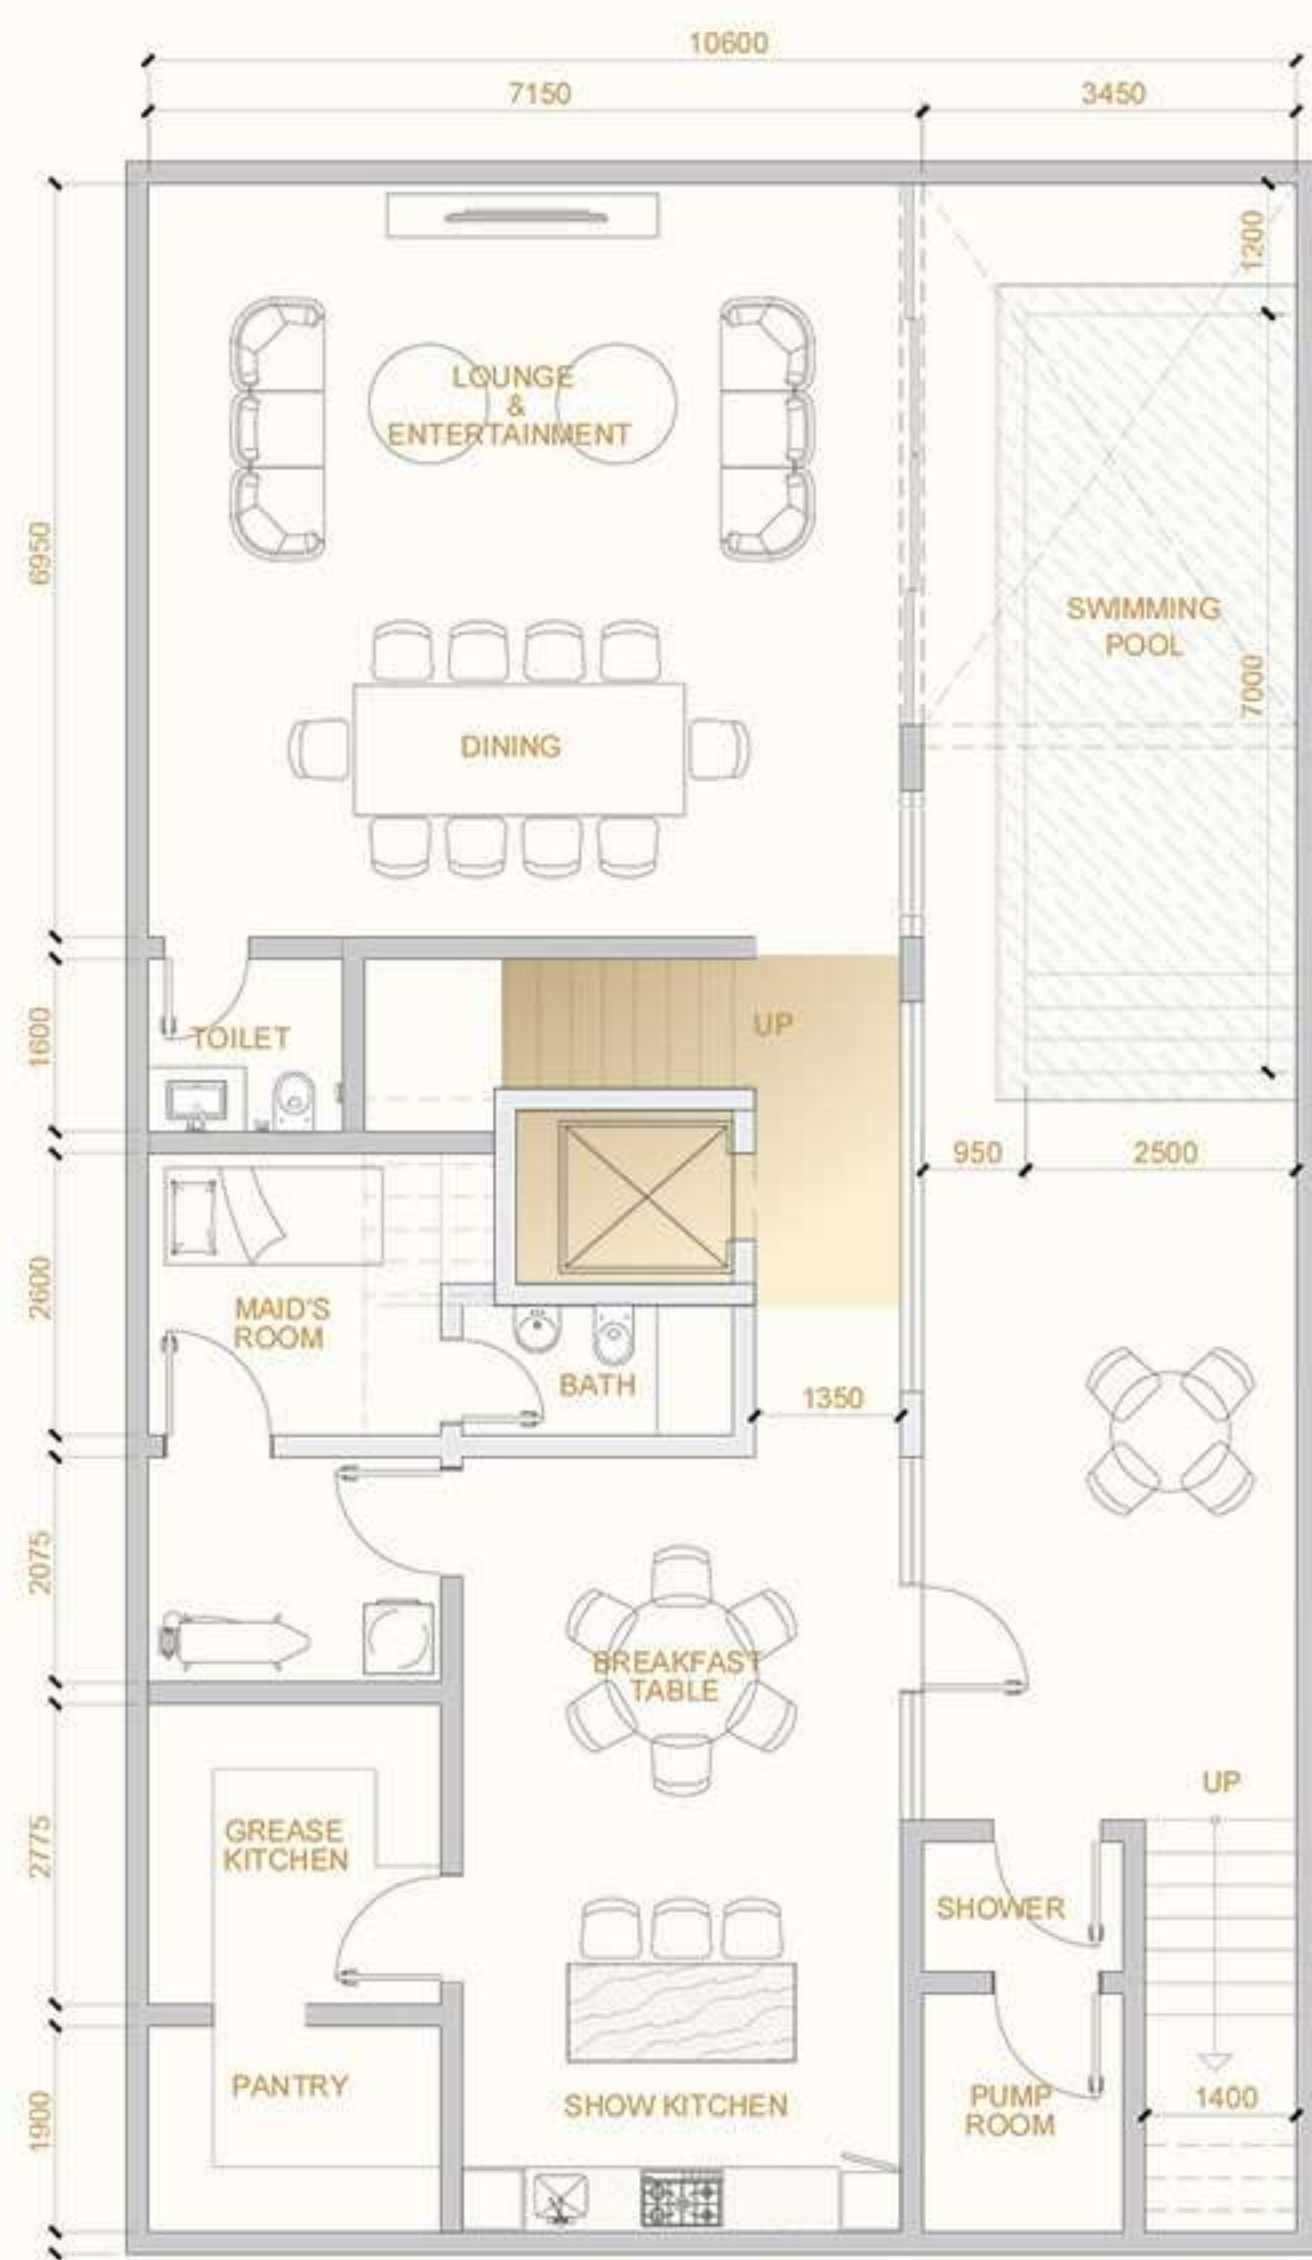 10600
7150
3450
1200
LOUNGE
&
ENTERTAINMENT
6950
SWIMMING
POOL
7000
DINING
1600
TOILET
UP
950
2500
2600
MAID'S
ROOM
BATH
1350
2075
BREAKFAST
TABLE
UP
2775
GREASE
KITCHEN
SHOWER
PANTRY
SHOW KITCHEN
PUMP
ROOM
1400
1900